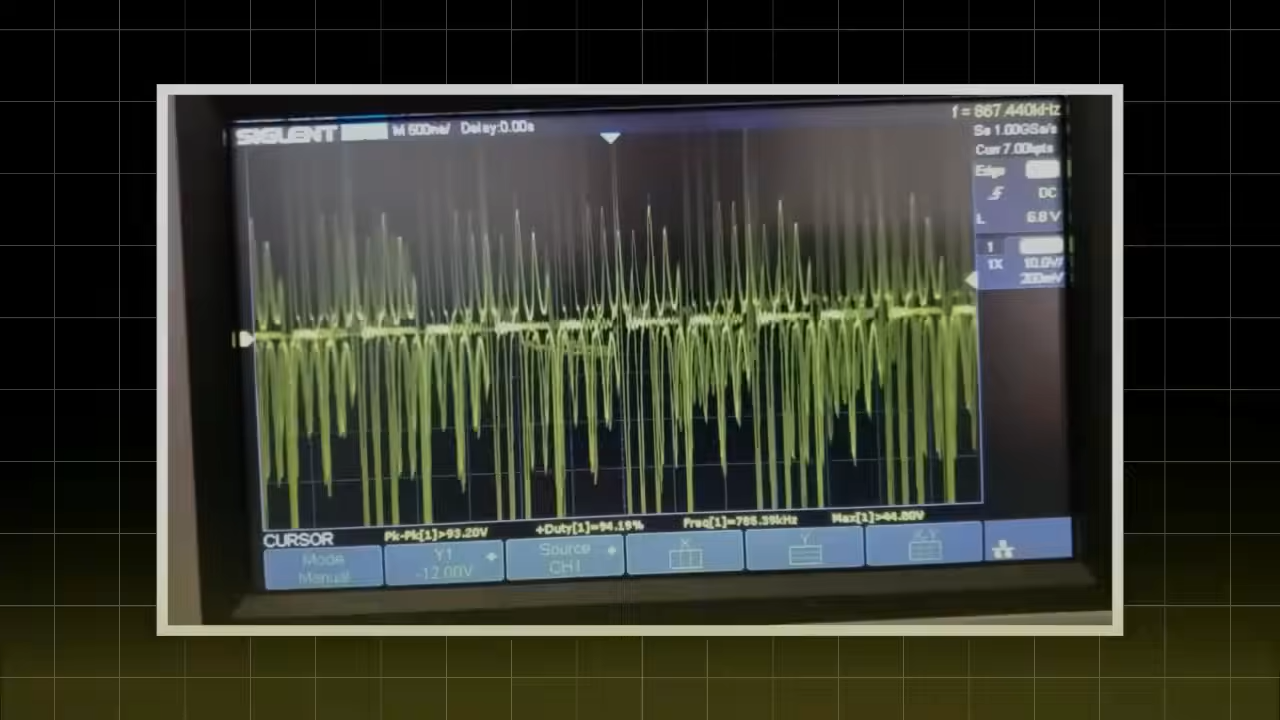 SIGLENT M 500ns/ Delay:0.00s f = 867.440kHz
Sa 1.00GSa/s
Curr 7.00kpts
Edge
DC
L 6.8 V
1
1X 10.0V/
200mV
Pk-Pk[1]>93.20V +Duty[1]=94.19% Freq[1]=785.39kHz Max[1]>44.80V
CURSOR
Mode Y1 Source X Y X-Y
Manual -12.00V CH1